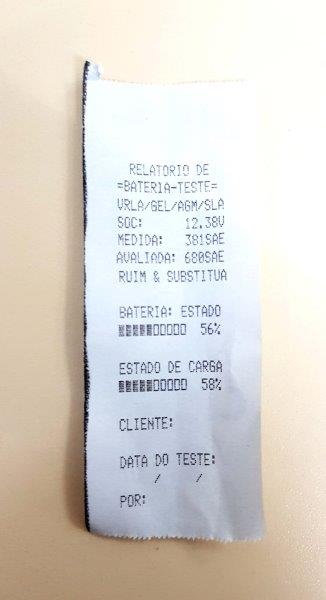 RELATORIO DE
=BATERIA-TESTE=
VRLA/GEL/AGM/SLA
SOC: 12.38V
MEDIDA: 381SAE
AVALIADA: 680SAE
RUIM & SUBSTITUA
BATERIA: ESTADO
56%
ESTADO DE CARGA
58%
CLIENTE:
DATA DO TESTE:
/ /
POR: